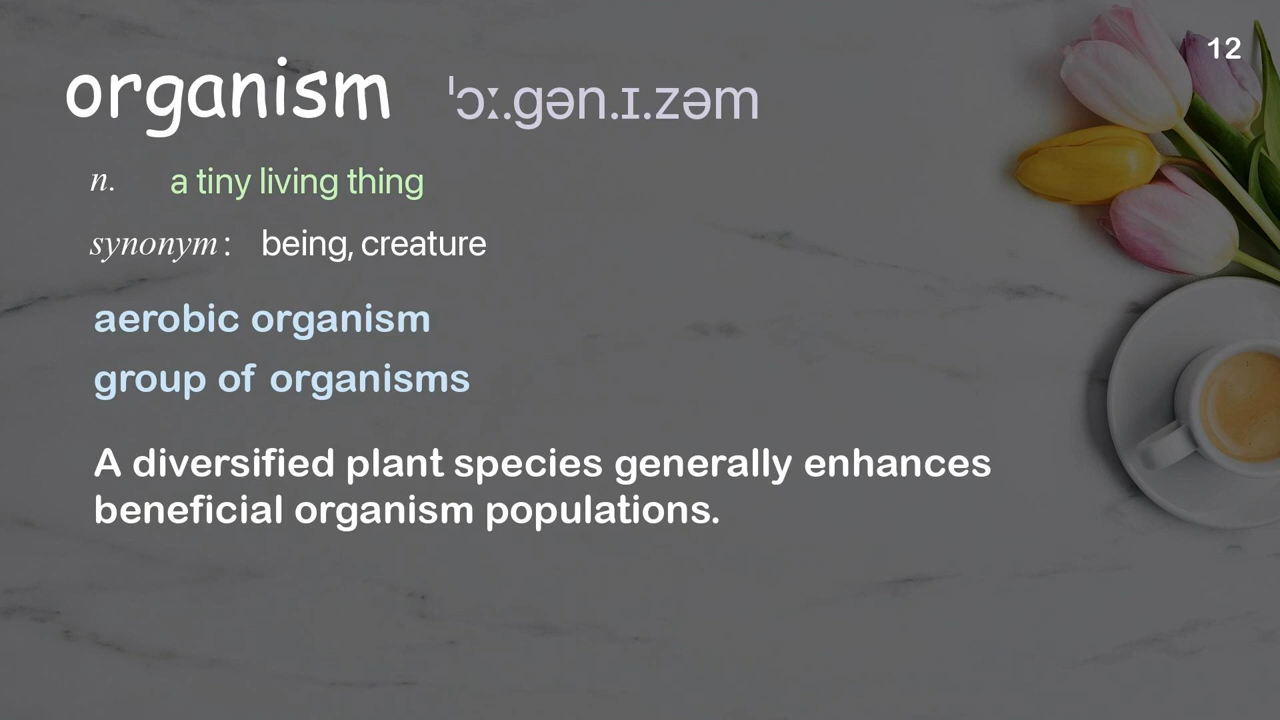 12
organism ˈɔː.gən.ɪ.zəm
n. a tiny living thing
synonym: being, creature
aerobic organism
group of organisms
A diversified plant species generally enhances
beneficial organism populations.